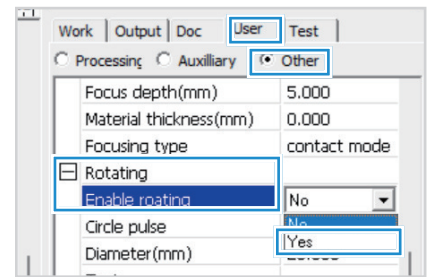 Work Output Doc User Test
Processing Auxilliary Other
Focus depth(mm) 5.000
Material thickness(mm) 0.000
Focusing type contact mode
Rotating
Enable roating No
Circle pulse No
Yes
Diameter(mm)